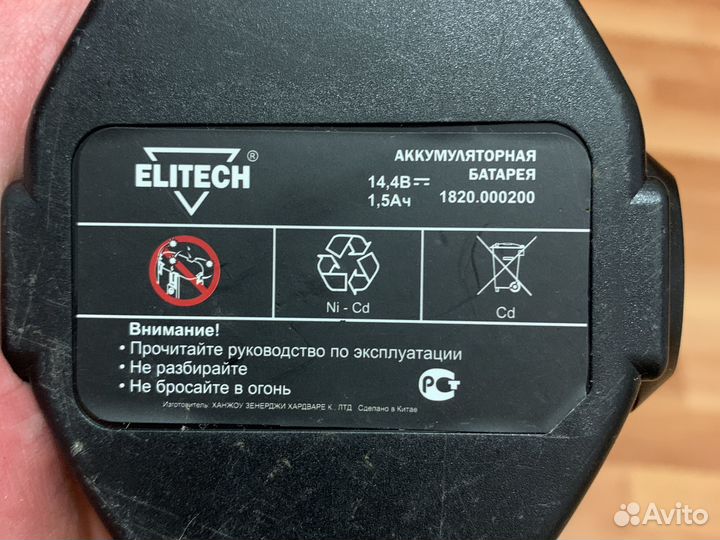 ELITECH ®
АККУМУЛЯТОРНАЯ
БАТАРЕЯ
14,4В
1820.000200
1,5Ач
Ni - Cd
Cd
Внимание!
• Прочитайте руководство по эксплуатации
• Не разбирайте
• Не бросайте в огонь
РСТ
Изготовитель: ХАНЖОУ ЗЕНЕРДЖИ ХАРДВАРЕ К., ЛТД Сделано в Китае
Avito